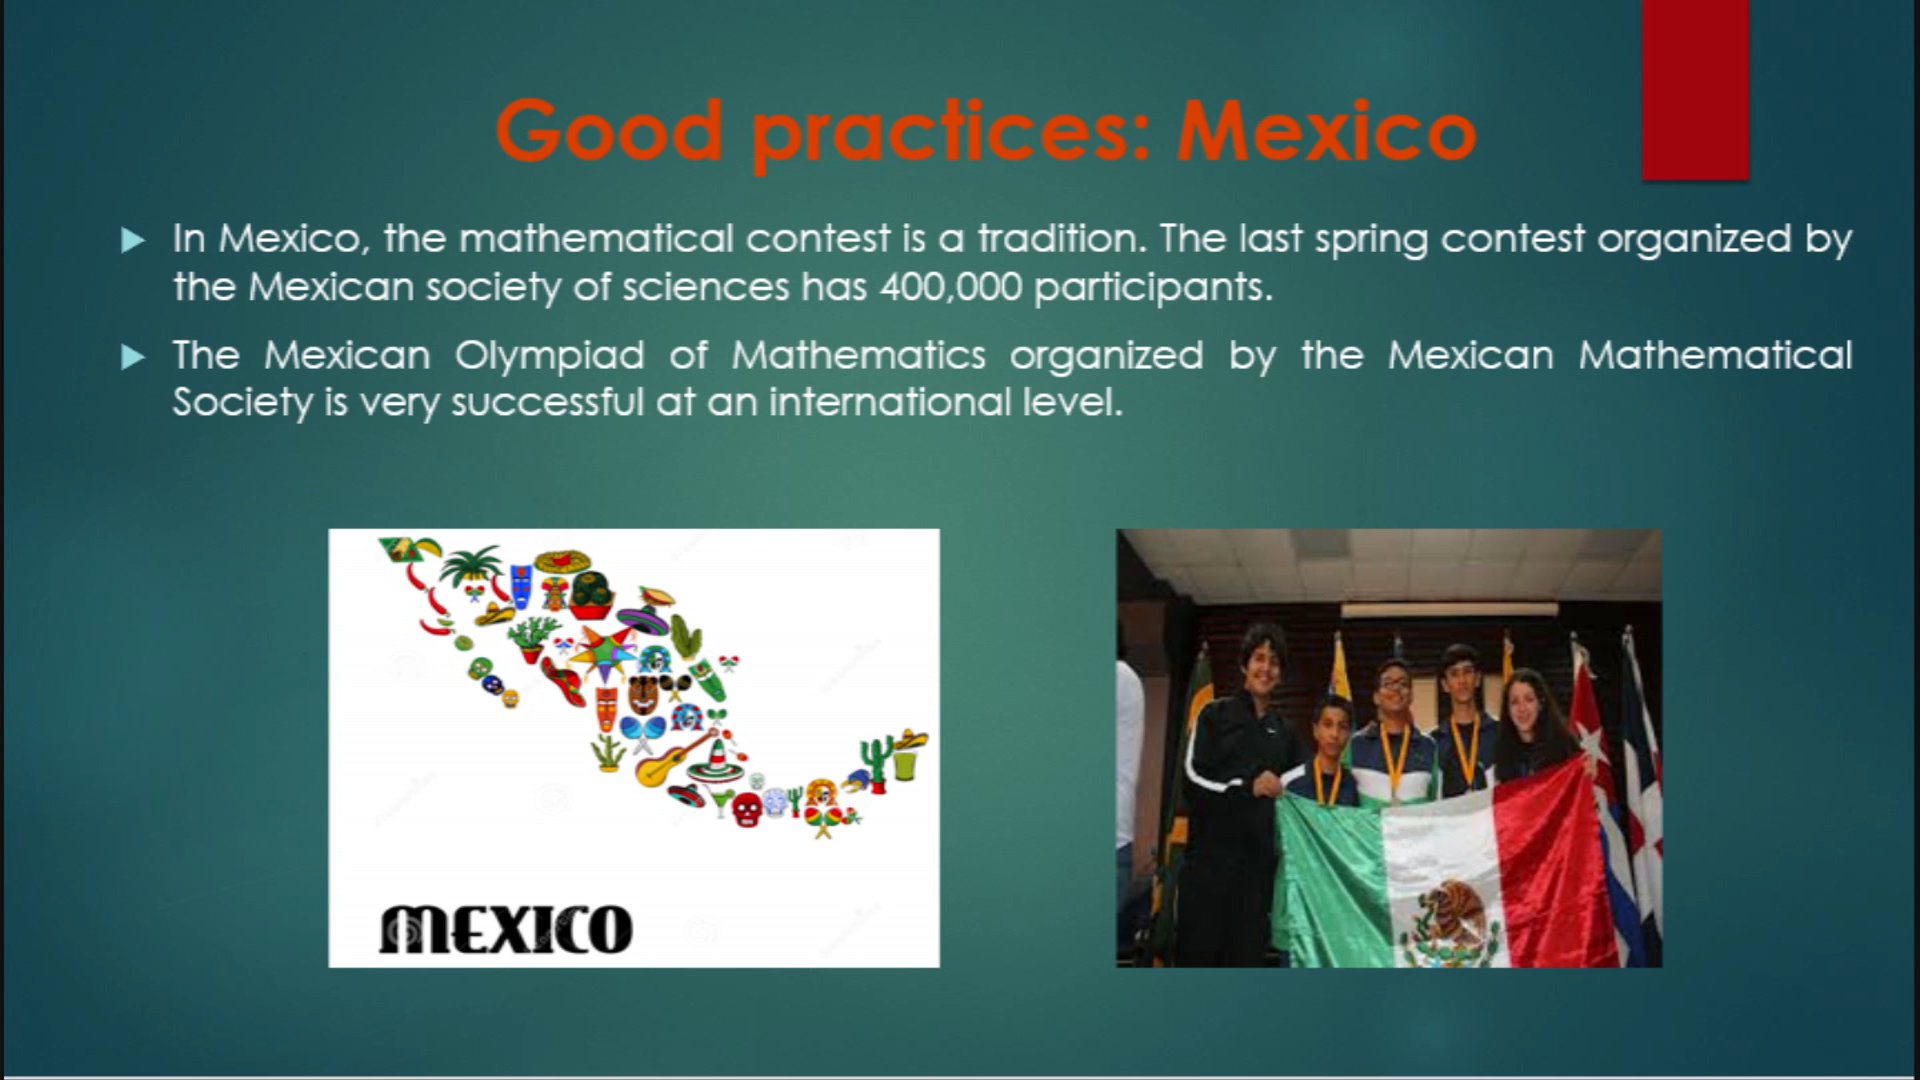 Good practices: Mexico
In Mexico, the mathematical contest is a tradition. The last spring contest organized by
the Mexican society of sciences has 400,000 participants.
The Mexican Olympiad of Mathematics organized by the Mexican Mathematical
Society is very successful at an international level.
MEXICO